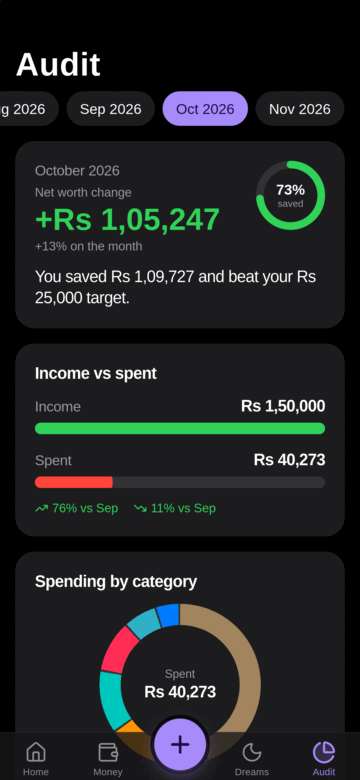 Audit
g 2026
Sep 2026
Oct 2026
Nov 2026
October 2026
Net worth change
+Rs 1,05,247
+13% on the month
73%
saved
You saved Rs 1,09,727 and beat your Rs
25,000 target.
Income vs spent
Income
Rs 1,50,000
Spent
Rs 40,273
76% vs Sep
11% vs Sep
Spending by category
Spent
Rs 40,273
Home
Money
Dreams
Audit